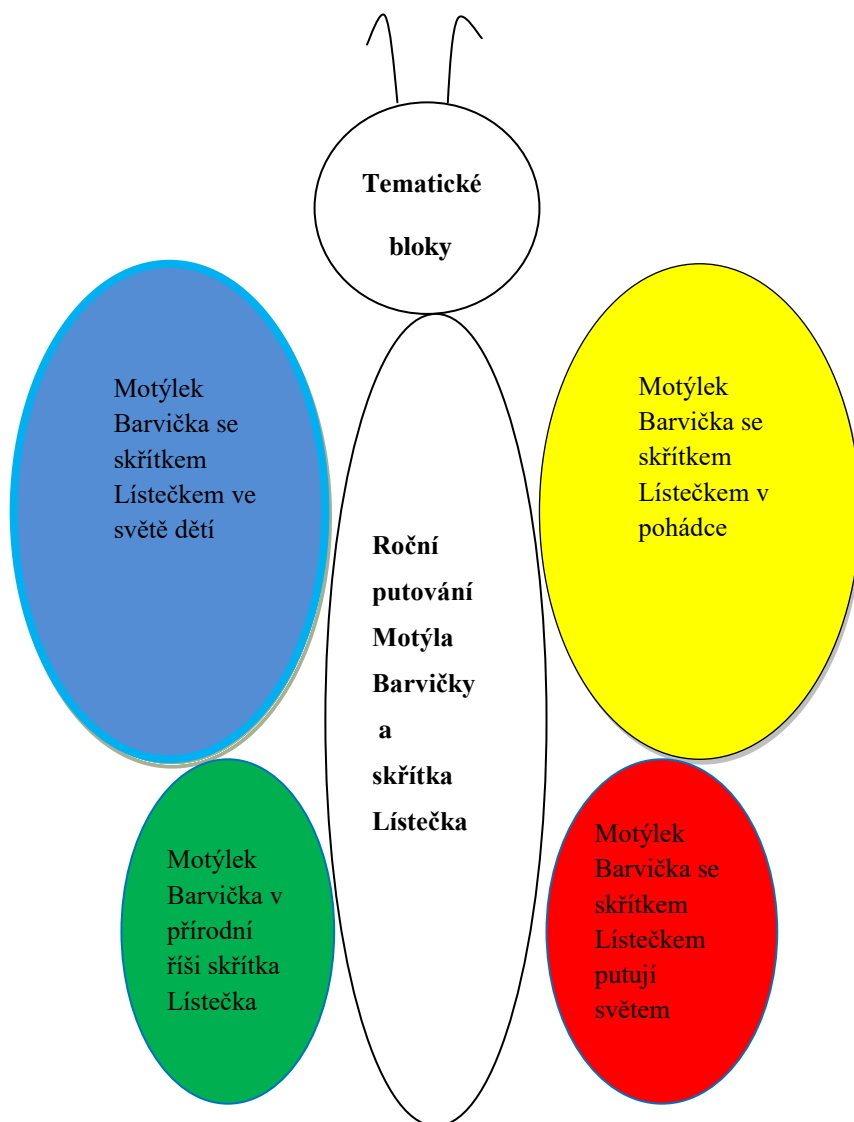 Tematické
bloky
Motýlek
Barvička se
skřítkem
Lístečkem ve
světě dětí
Motýlek
Barvička se
skřítkem
Lístečkem v
pohádce
Roční
putování
Motýla
Barvičky
a
skřítka
Lístečka
Motýlek
Barvička v
přírodní
říši skřítka
Lístečka
Motýlek
Barvička se
skřítkem
Lístečkem
putují
světem